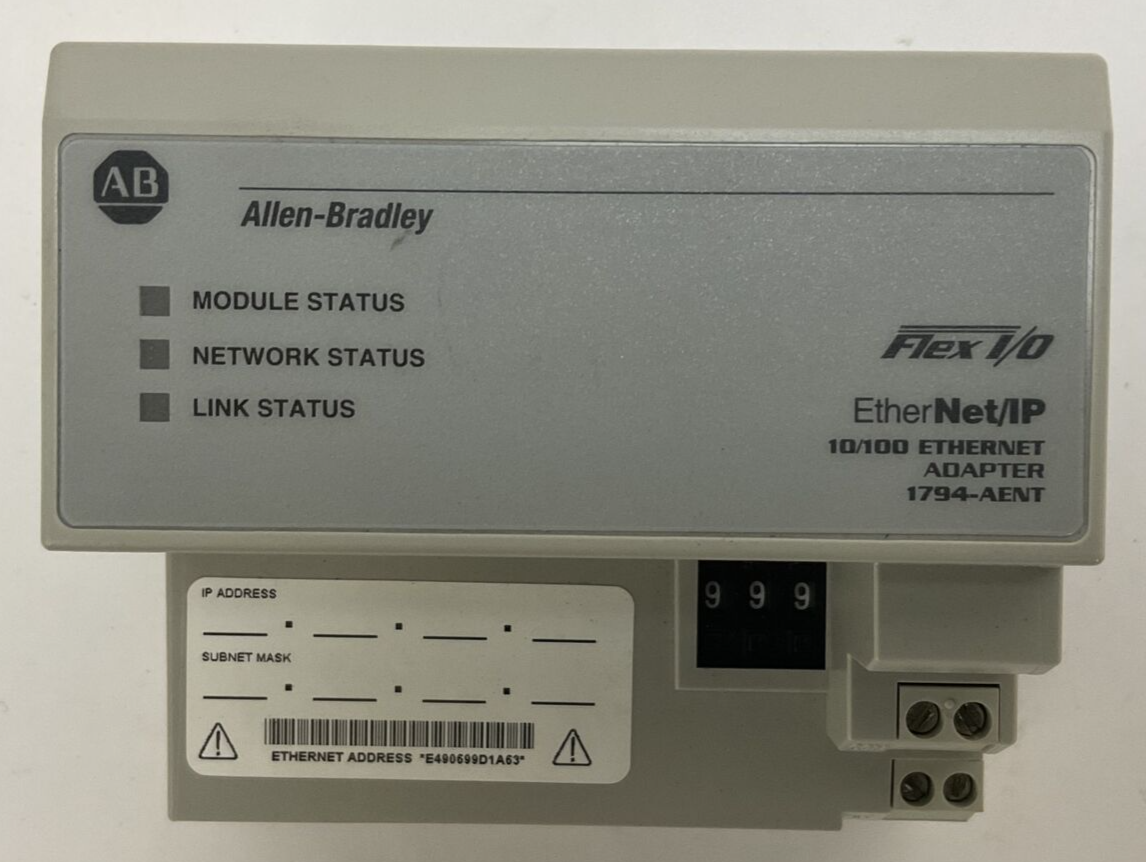 AB
Allen-Bradley
MODULE STATUS
NETWORK STATUS
LINK STATUS
Flex I/O
EtherNet/IP
10/100 ETHERNET
ADAPTER
1794-AENT
9 9 9
IP ADDRESS
SUBNET MASK
ETHERNET ADDRESS "E490699D1A63"